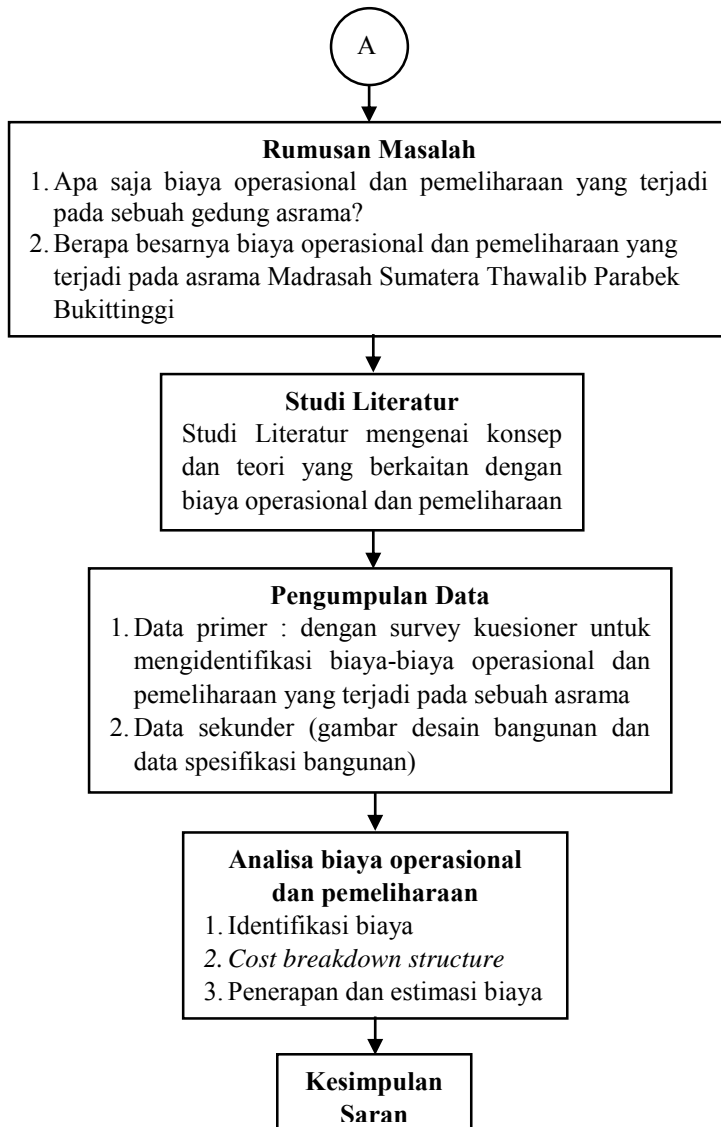 A
Rumusan Masalah
1. Apa saja biaya operasional dan pemeliharaan yang terjadi
pada sebuah gedung asrama?
2. Berapa besarnya biaya operasional dan pemeliharaan yang
terjadi pada asrama Madrasah Sumatera Thawalib Parabek
Bukittinggi
Studi Literatur
Studi Literatur mengenai konsep
dan teori yang berkaitan dengan
biaya operasional dan pemeliharaan
Pengumpulan Data
1. Data primer : dengan survey kuesioner untuk
mengidentifikasi biaya-biaya operasional dan
pemeliharaan yang terjadi pada sebuah asrama
2. Data sekunder (gambar desain bangunan dan
data spesifikasi bangunan)
Analisa biaya operasional
dan pemeliharaan
1. Identifikasi biaya
2. Cost breakdown structure
3. Penerapan dan estimasi biaya
Kesimpulan
Saran